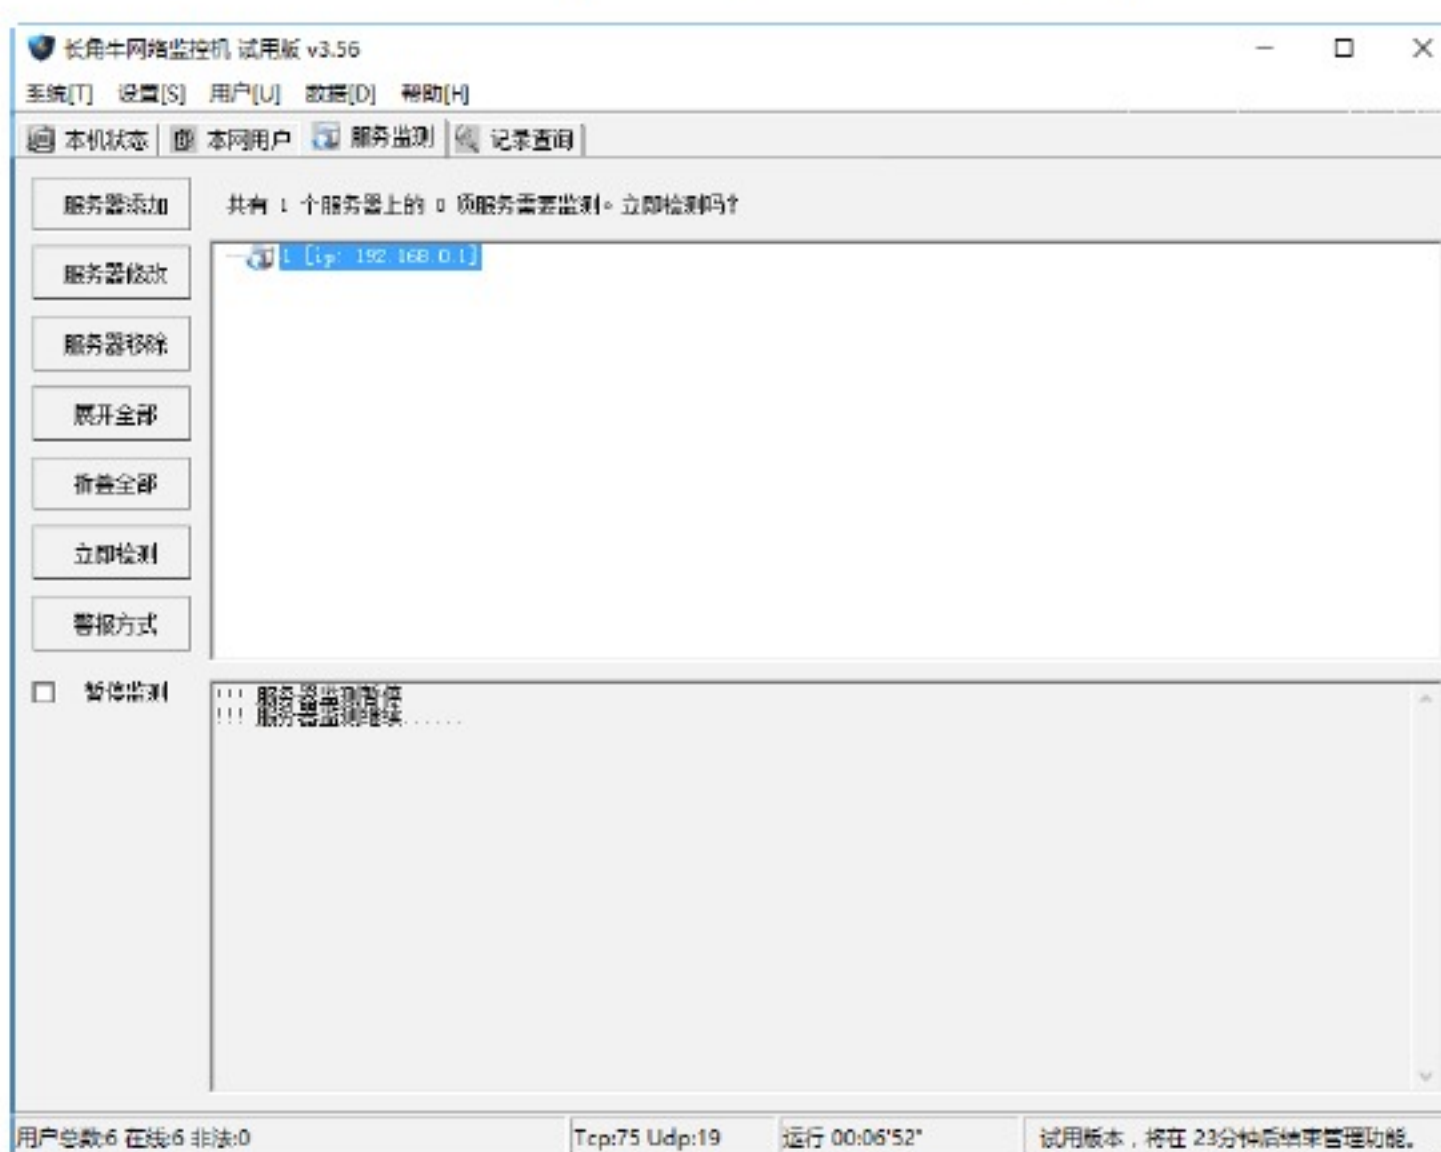 长角牛网络监控机 试用版 v3.56
系统[T] 设置[S] 用户[U] 数据[D] 帮助[H]
本机状态 本网用户 服务监测 记录查询
服务器添加 共有 1 个服务器上的 0 项服务需要监测。立即检测吗?
1 [ip: 192.168.0.1]
服务器修改
服务器移除
展开全部
折叠全部
立即检测
警报方式
暂停监测
!!! 服务器监测暂停
!!! 服务器监测继续......
用户总数:6 在线:6 非法:0 Tcp:75 Udp:19 运行 00:06'52" 试用版本，将在 23分钟后结束管理功能。